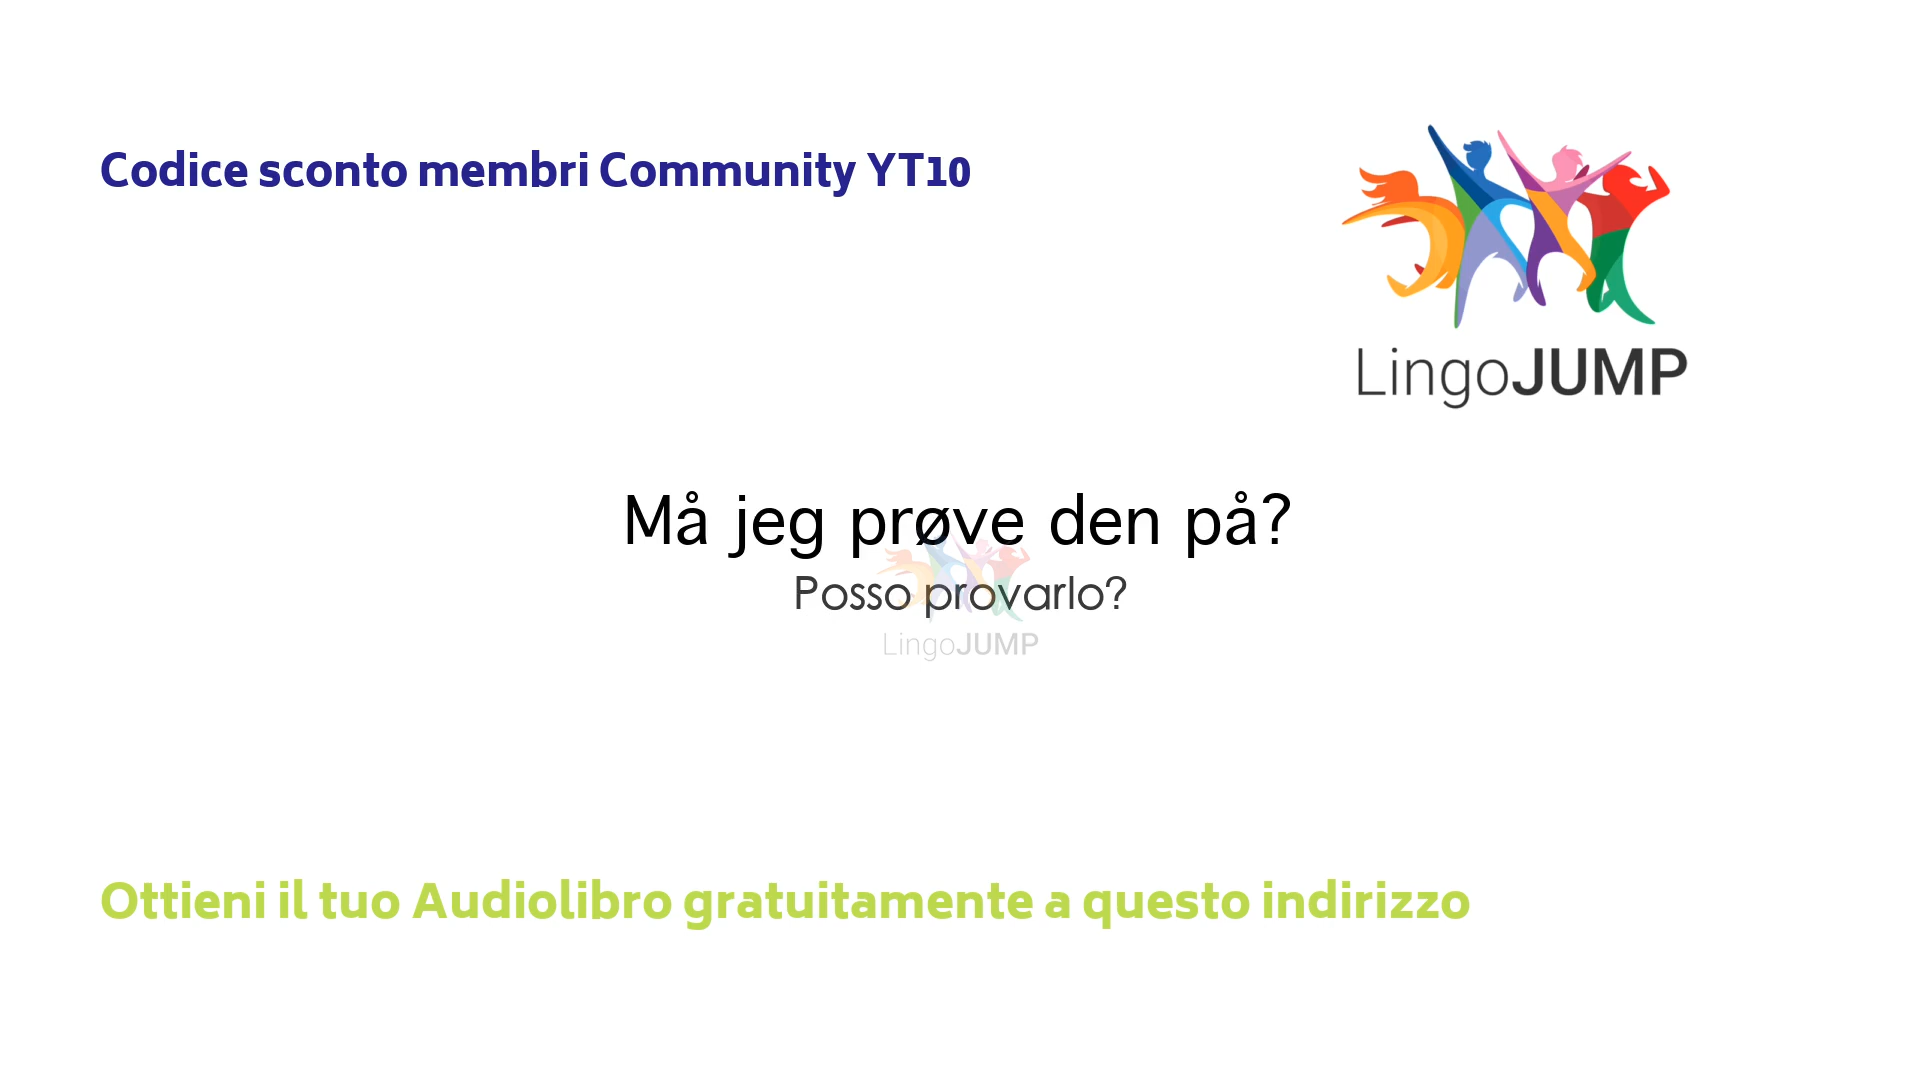 Codice sconto membri Community YT10
LingoJUMP
Må jeg prøve den på?
Posso provarlo?
LingoJUMP
Ottieni il tuo Audiolibro gratuitamente a questo indirizzo